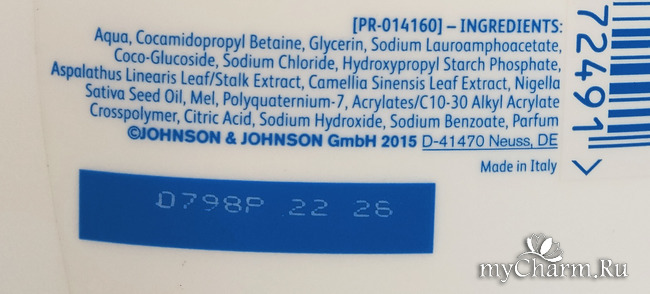 [PR-014160] – INGREDIENTS:
Aqua, Cocamidopropyl Betaine, Glycerin, Sodium Lauroamphoacetate,
Coco-Glucoside, Sodium Chloride, Hydroxypropyl Starch Phosphate,
Aspalathus Linearis Leaf/Stalk Extract, Camellia Sinensis Leaf Extract, Nigella
Sativa Seed Oil, Mel, Polyquaternium-7, Acrylates/C10-30 Alkyl Acrylate
Crosspolymer, Citric Acid, Sodium Hydroxide, Sodium Benzoate, Parfum
©JOHNSON & JOHNSON GmbH 2015 D-41470 Neuss, DE
Made in Italy
72491 >
0798P 22 26
myCharm.Ru